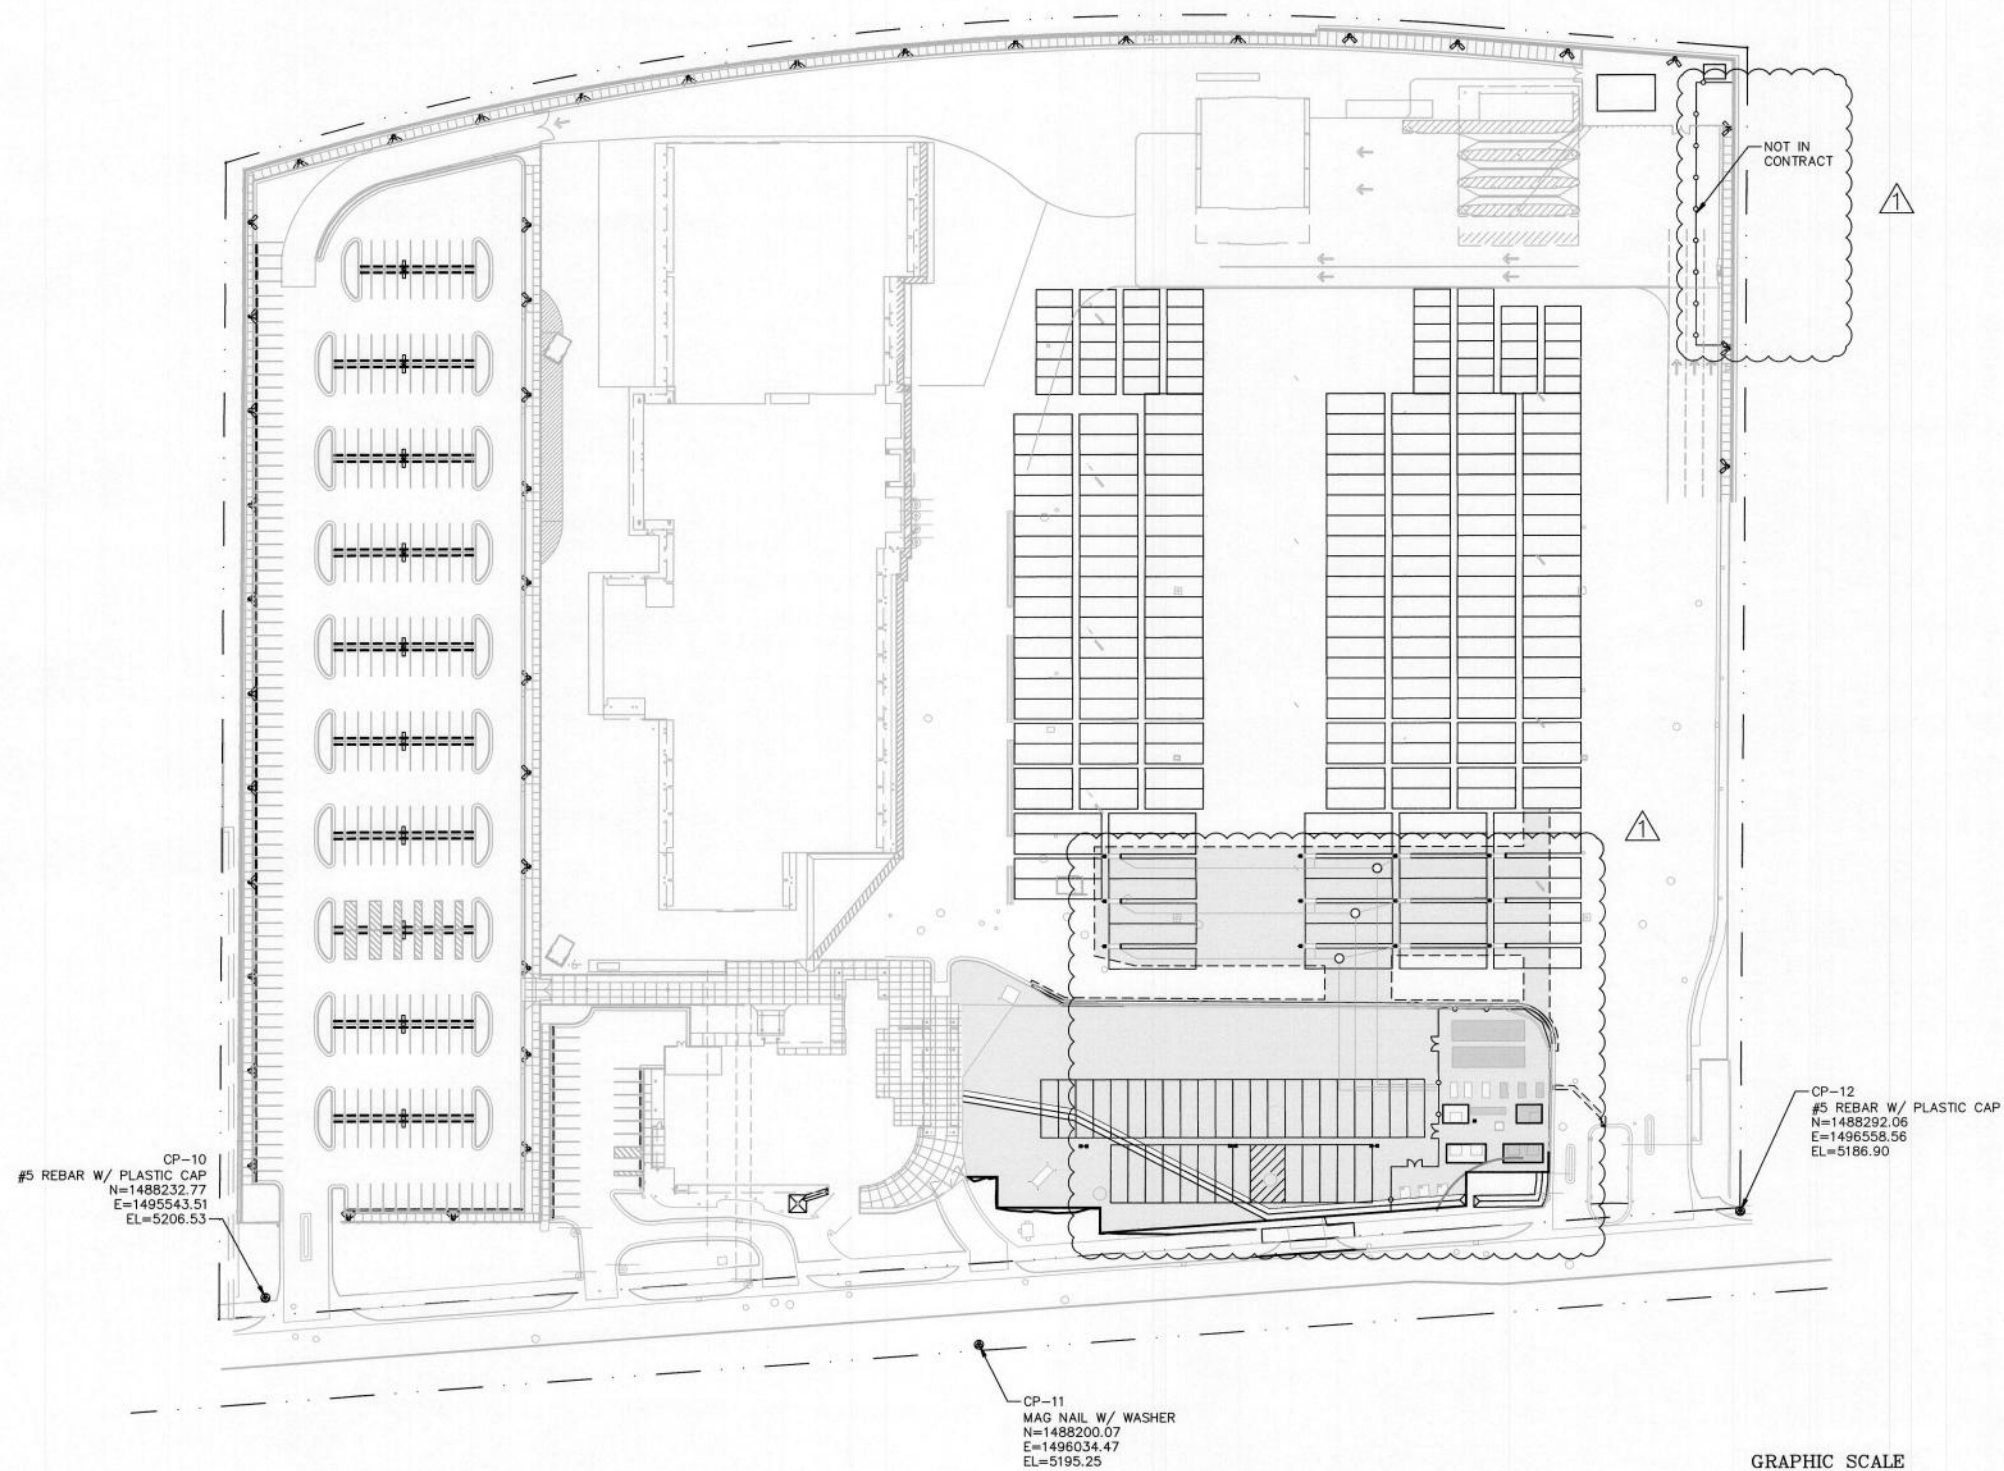 NOT IN
CONTRACT
1
1
CP-12
#5 REBAR W/ PLASTIC CAP
N=1488292.06
E=1496558.56
EL=5186.90
CP-10
#5 REBAR W/ PLASTIC CAP
N=1488232.77
E=1495543.51
EL=5206.53
CP-11
MAG NAIL W/ WASHER
N=1488200.07
E=1496034.47
EL=5195.25
GRAPHIC SCALE